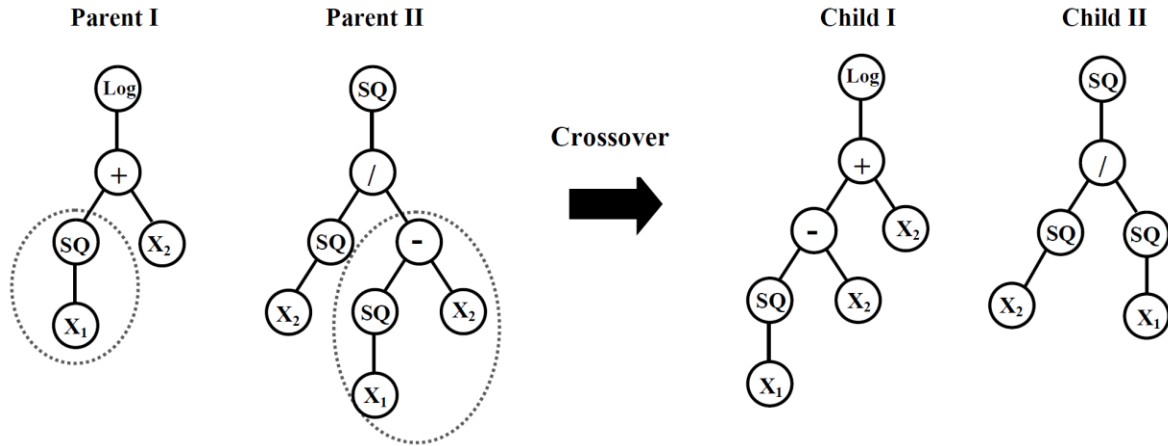 Parent I
Parent II
Child I
Child II
Crossover
Log
+
SQ
X₂
X₁
SQ
/
SQ
-
X₂
SQ
X₂
X₁
Log
+
-
X₂
SQ
X₂
X₁
SQ
/
SQ
SQ
X₂
X₁